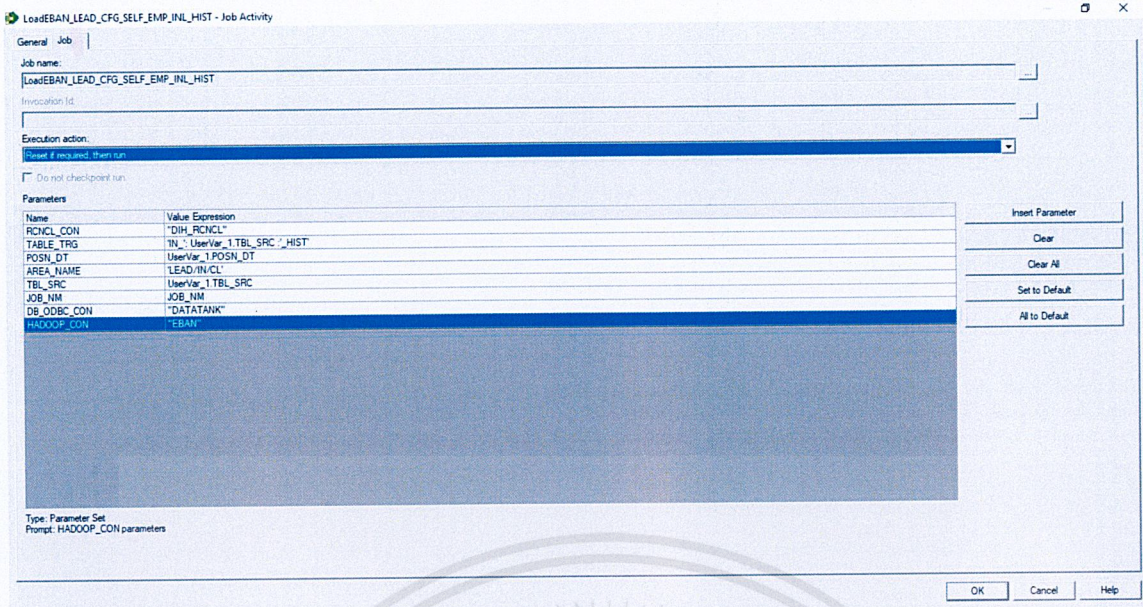 LoadEBAN_LEAD_CFG_SELF_EMP_INL_HIST - Job Activity
General Job
Job name:
LoadEBAN_LEAD_CFG_SELF_EMP_INL_HIST
...
Invocation Id:
Execution action:
Reset if required, then run
Do not checkpoint run
Parameters
Name Value Expression
RCNCL_CON "DIH_RCNCL"
TABLE_TRG 'IN_': UserVar_1.TBL_SRC :'_HIST'
POSN_DT UserVar_1.POSN_DT
AREA_NAME 'LEAD/IN/CL'
TBL_SRC UserVar_1.TBL_SRC
JOB_NM JOB_NM
DB_ODBC_CON "DATATANK"
HADOOP_CON "EBAN"
Insert Parameter
Clear
Clear All
Set to Default
All to Default
Type: Parameter Set
Prompt: HADOOP_CON parameters
OK Cancel Help